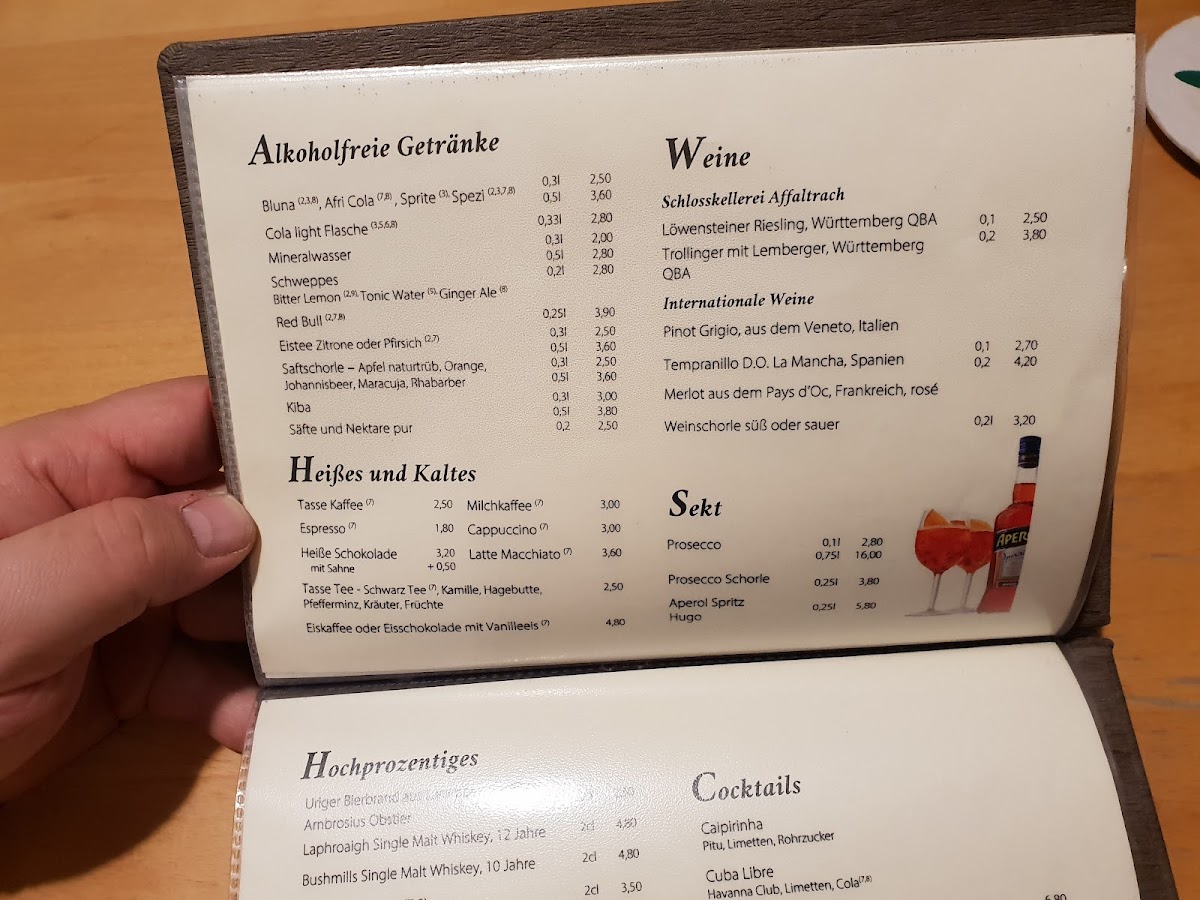 Alkoholfreie Getränke
0,3l 2,50
Bluna (2,3,8), Afri Cola (7,8) , Sprite (3), Spezi (2,3,7,8) 0,5l 3,60
Cola light Flasche (3,5,6,8) 0,33l 2,80
0,3l 2,00
Mineralwasser 0,5l 2,80
Schweppes 0,2l 2,80
Bitter Lemon (2,9), Tonic Water (5), Ginger Ale (8)
Red Bull (2,7,8) 0,25l 3,90
0,3l 2,50
Eistee Zitrone oder Pfirsich (2,7) 0,5l 3,60
Saftschorle – Apfel naturtrüb, Orange, 0,3l 2,50
Johannisbeer, Maracuja, Rhabarber 0,5l 3,60
0,3l 3,00
Kiba 0,5l 3,80
Säfte und Nektare pur 0,2 2,50
Heißes und Kaltes
Tasse Kaffee (7) 2,50 Milchkaffee (7) 3,00
Espresso (7) 1,80 Cappuccino (7) 3,00
Heiße Schokolade 3,20 Latte Macchiato (7) 3,60
mit Sahne + 0,50
Tasse Tee - Schwarz Tee (7), Kamille, Hagebutte, 2,50
Pfefferminz, Kräuter, Früchte
Eiskaffee oder Eisschokolade mit Vanilleeis (7) 4,80
Weine
Schlosskellerei Affaltrach
Löwensteiner Riesling, Württemberg QBA 0,1 2,50
Trollinger mit Lemberger, Württemberg 0,2 3,80
QBA
Internationale Weine
Pinot Grigio, aus dem Veneto, Italien
0,1 2,70
Tempranillo D.O. La Mancha, Spanien 0,2 4,20
Merlot aus dem Pays d’Oc, Frankreich, rosé
Weinschorle süß oder sauer 0,2l 3,20
Sekt
Prosecco 0,1l 2,80
0,75l 16,00
Prosecco Schorle 0,25l 3,80
Aperol Spritz 0,25l 5,80
Hugo
APER
Hochprozentiges
Uriger Bierbrand aus
Ambrosius Obstler
Laphroaigh Single Malt Whiskey, 12 Jahre 2cl 4,80
Bushmills Single Malt Whiskey, 10 Jahre 2cl 4,80
2cl 3,50
Cocktails
Caipirinha
Pitu, Limetten, Rohrzucker
Cuba Libre
Havanna Club, Limetten, Cola(7,8)
6,80